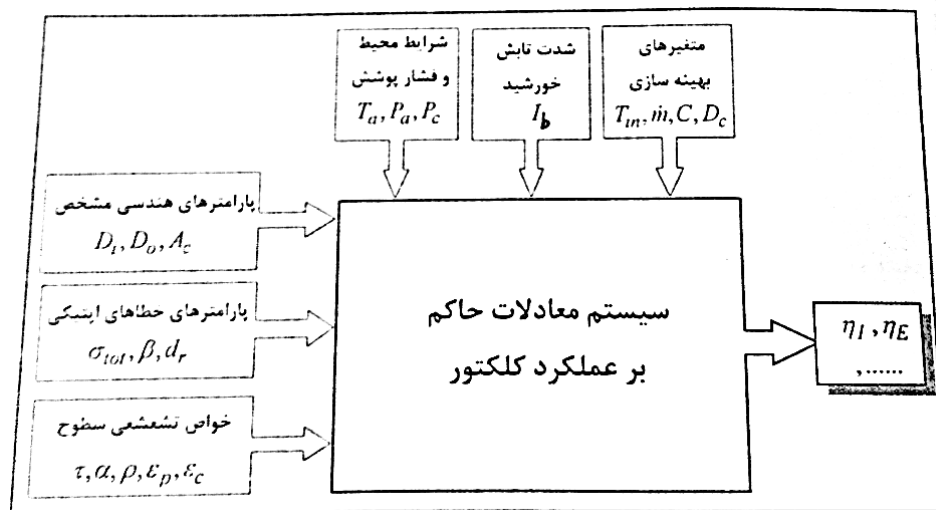 شرایط محیط
و فشار پوشش
T_a, P_a, P_c
شدت تابش
خورشید
I_b
متغیرهای
بهینه سازی
T_in, ṁ, C, D_c
پارامترهای هندسی مشخص
D_i, D_o, A_c
پارامترهای خطاهای اپتیکی
σ_tot, β, d_r
خواص تشعشعی سطوح
τ, α, ρ, ε_p, ε_c
سیستم معادلات حاکم
بر عملکرد کلکتور
η_I, η_E
,......